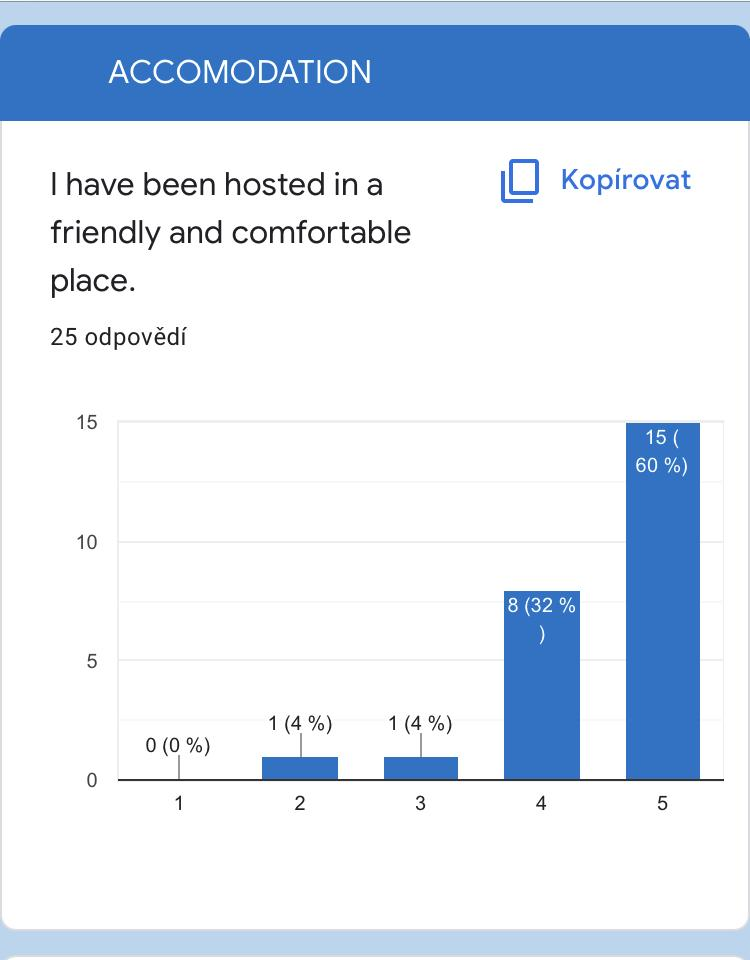 ACCOMODATION
I have been hosted in a
Kopírovat
friendly and comfortable
place.
25 odpovědí
15
15 (
60 %)
10
8 (32 %
)
5
1 (4 %)
1 (4 %)
0 (0 %)
0
1
2
3
4
5